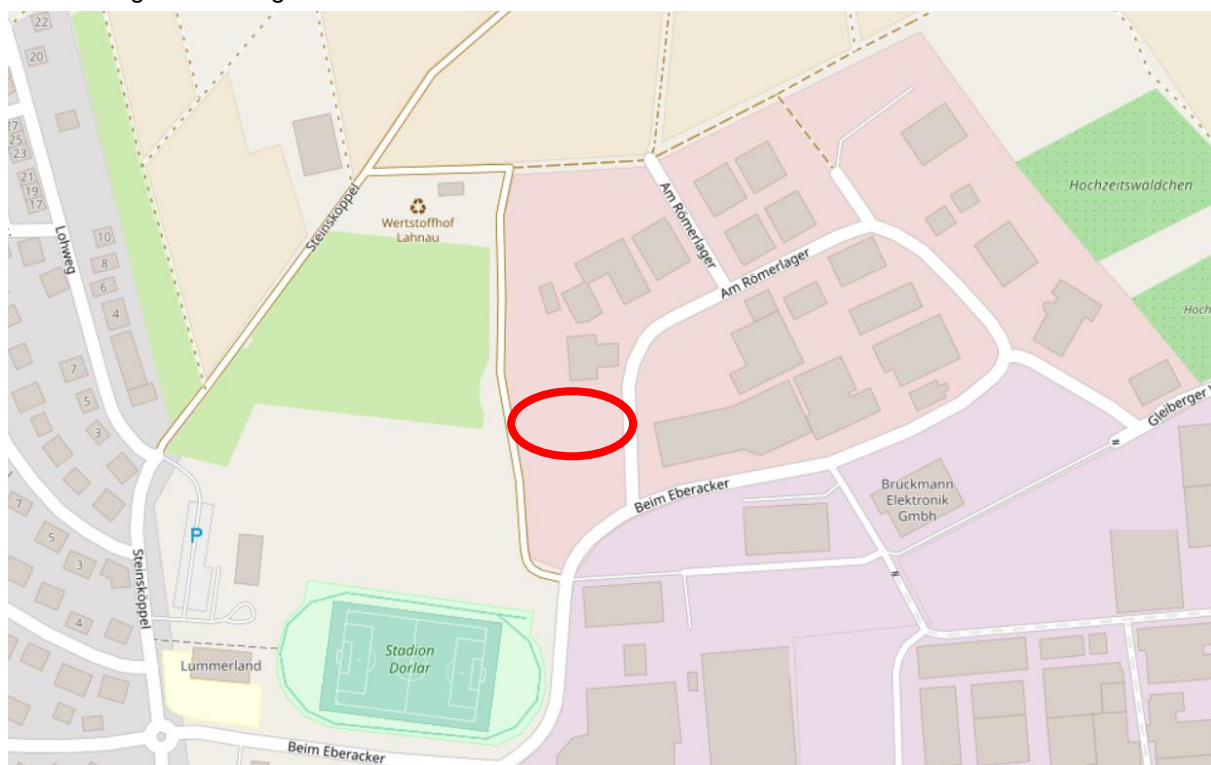 22
20
27
25
23
21
19
17
Lohweg
10
8
6
4
7
5
3
Steinsköppel
Wertstoffhof
Lahnau
Am Römerlager
Am Römerlager
Hochzeitswäldchen
Hoch
Gleiberger
Beim Eberacker
Brückmann
Elektronik
Gmbh
7
5
3
4
P
Steinsköppel
Lummerland
Stadion
Dorlar
Beim Eberacker